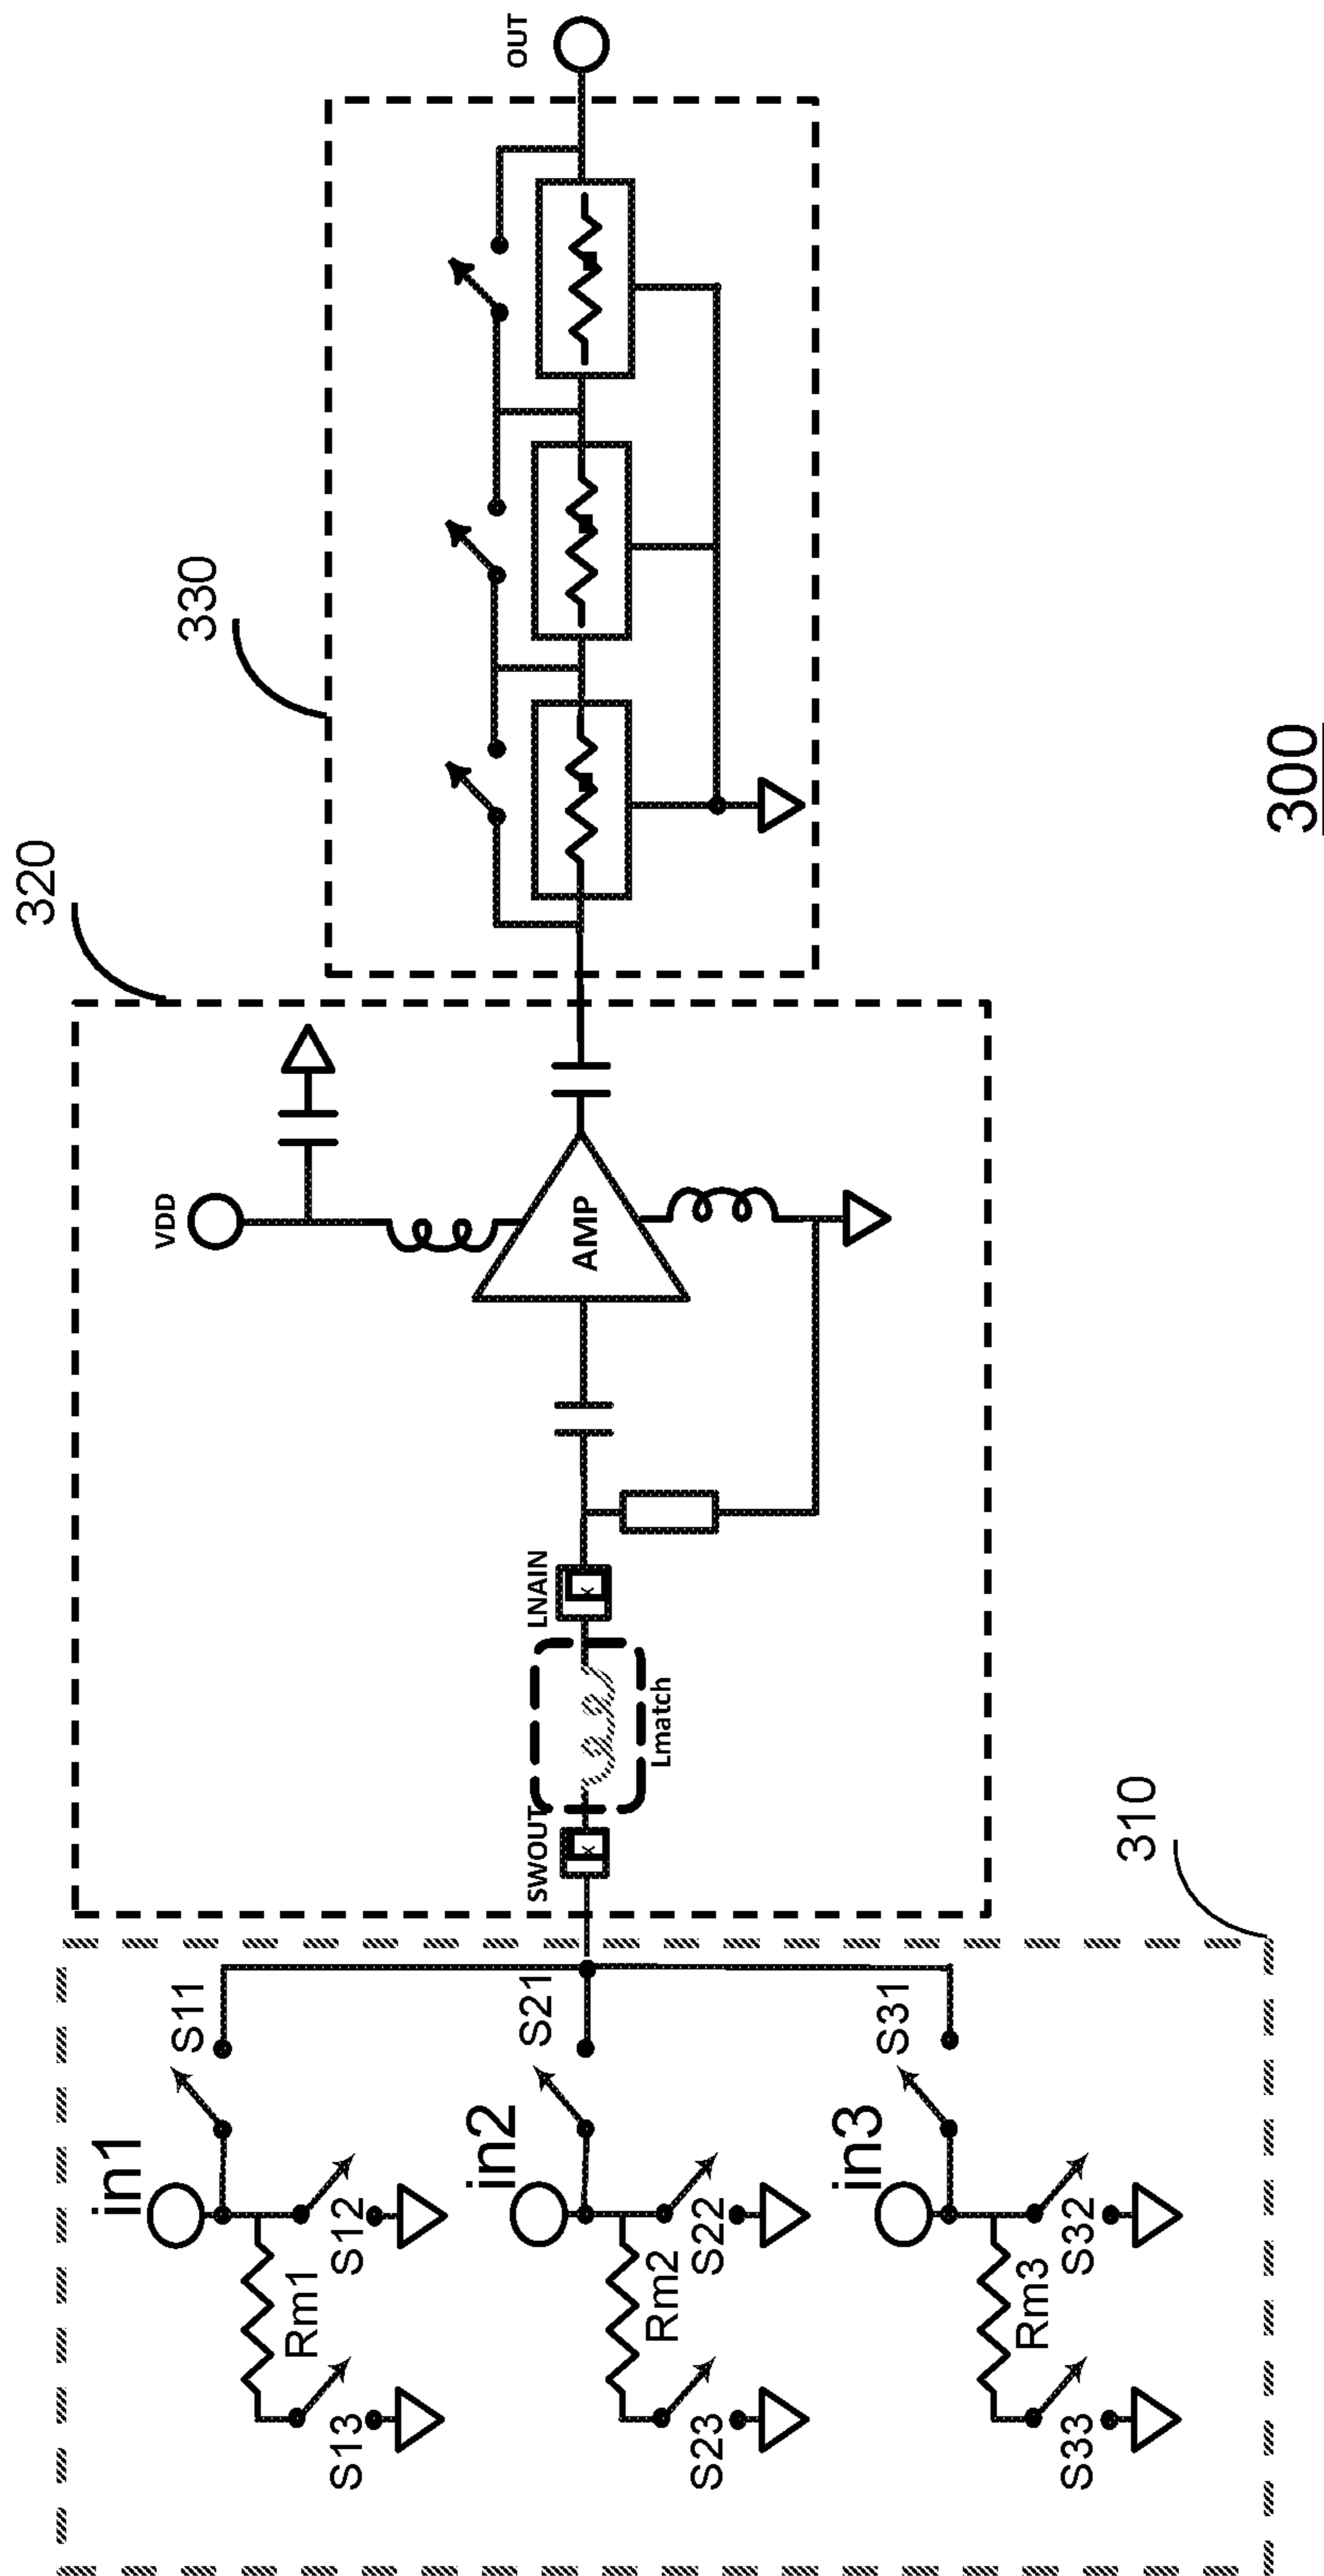 in1
S11
S12
Rm1
S13
in2
S21
S22
Rm2
S23
in3
S31
S32
Rm3
S33
310
SWOUT
x
Lmatch
LNAIN
x
AMP
VDD
320
330
OUT
300